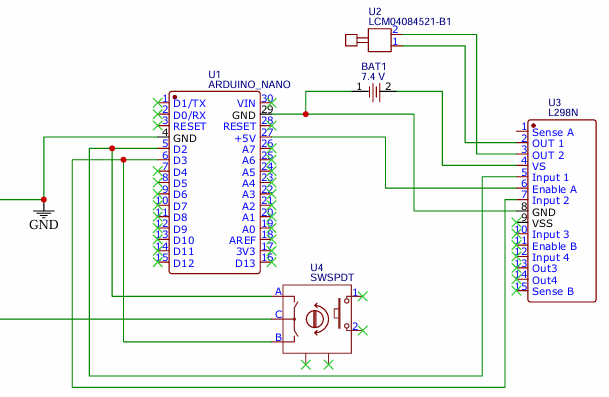 U2
LCM04084521-B1
2
1
BAT1
7.4 V
1 2
U1
ARDUINO_NANO
1 D1/TX VIN 30
2 D0/RX GND 29
3 RESET RESET 28
4 GND +5V 27
5 D2 A7 26
6 D3 A6 25
7 D4 A5 24
8 D5 A4 23
9 D6 A3 22
10 D7 A2 21
11 D8 A1 20
12 D9 A0 19
13 D10 AREF 18
14 D11 3V3 17
15 D12 D13 16
GND
U3
L298N
1 Sense A
2 OUT 1
3 OUT 2
4 VS
5 Input 1
6 Enable A
7 Input 2
8 GND
9 VSS
10 Input 3
11 Enable B
12 Input 4
13 Out3
14 Out4
15 Sense B
U4
SWSPDT
A 1
C
B 2